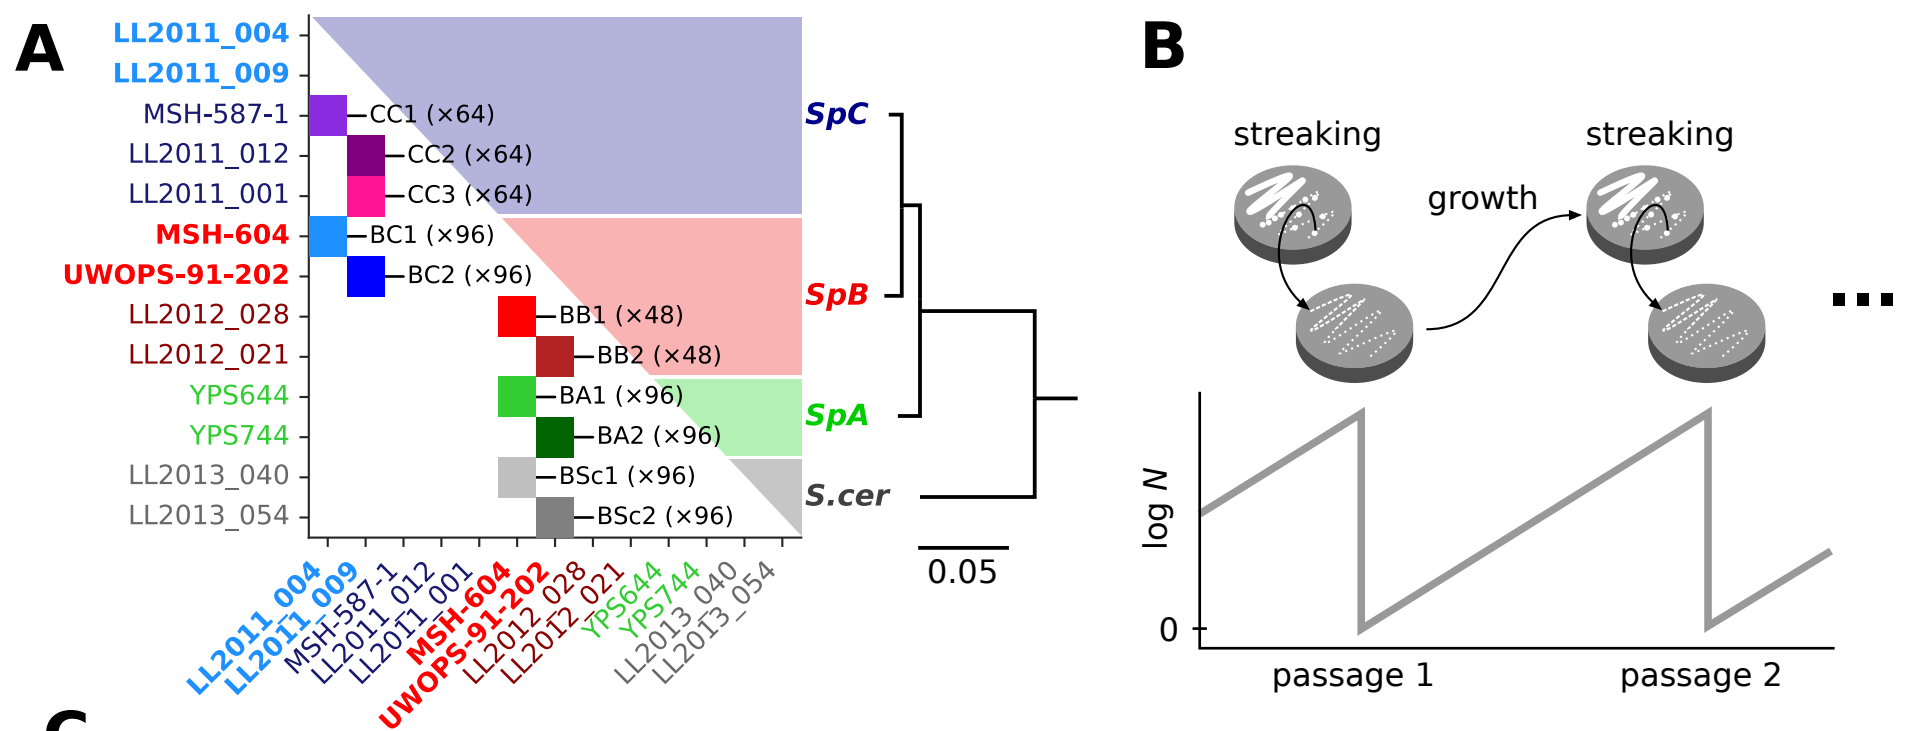 A
LL2011_004
LL2011_009
MSH-587-1
CC1 (×64)
LL2011_012
CC2 (×64)
LL2011_001
CC3 (×64)
MSH-604
BC1 (×96)
UWOPS-91-202
BC2 (×96)
LL2012_028
BB1 (×48)
LL2012_021
BB2 (×48)
YPS644
BA1 (×96)
YPS744
BA2 (×96)
LL2013_040
BSc1 (×96)
LL2013_054
BSc2 (×96)
LL2011_004
LL2011_009
MSH-587-1
LL2011_012
LL2011_001
MSH-604
UWOPS-91-202
LL2012_028
LL2012_021
YPS644
YPS744
LL2013_040
LL2013_054
SpC
SpB
SpA
S.cer
0.05
B
streaking
growth
streaking
...
log N
0
passage 1
passage 2